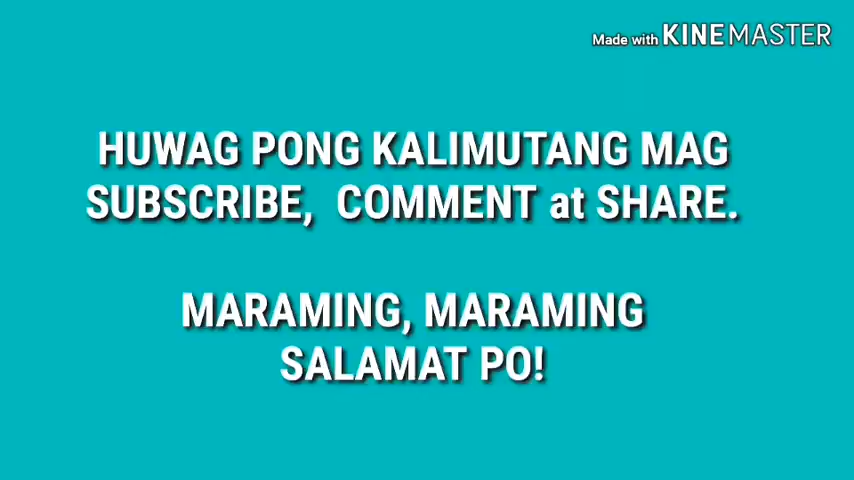 Made with KINEMASTER
HUWAG PONG KALIMUTANG MAG
SUBSCRIBE, COMMENT at SHARE.
MARAMING, MARAMING
SALAMAT PO!